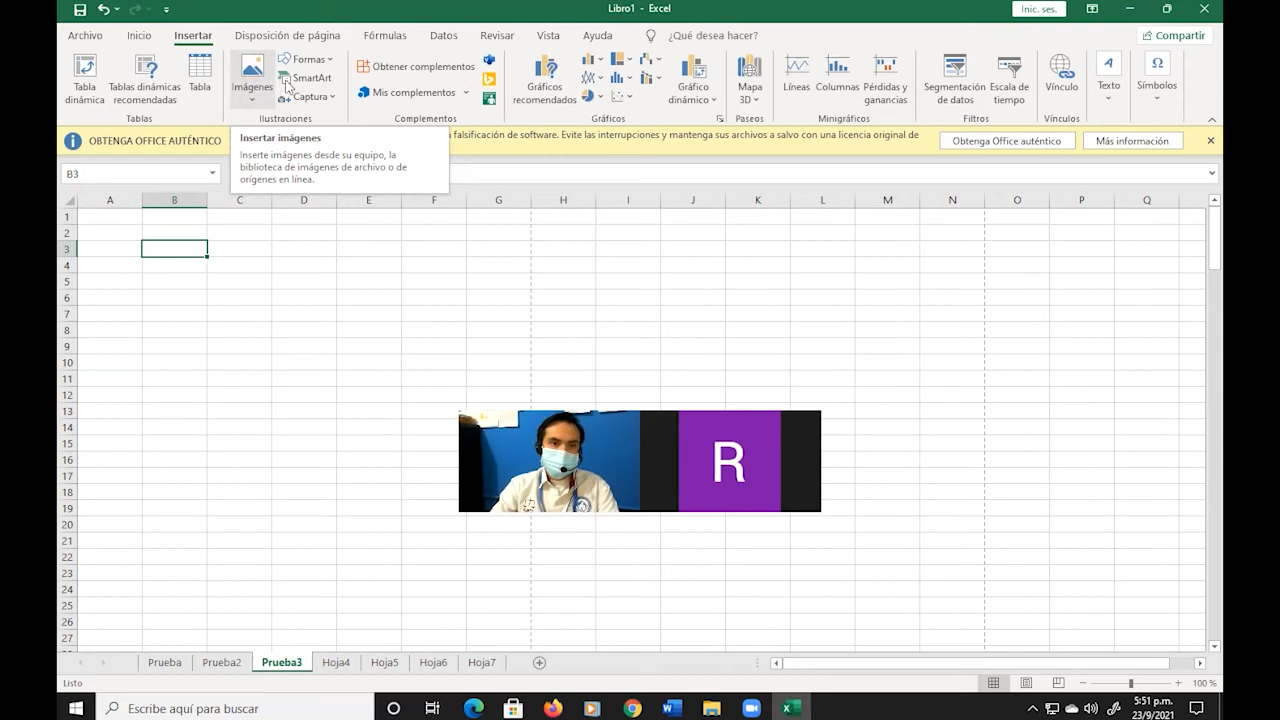 Libro1 - Excel
Inic. ses.
Archivo Inicio Insertar Disposición de página Fórmulas Datos Revisar Vista Ayuda ¿Qué desea hacer? Compartir
Tabla dinámica
Tablas dinámicas recomendadas
Tabla
Tablas
Imágenes
Formas
SmartArt
Captura
Ilustraciones
Obtener complementos
Mis complementos
Complementos
Gráficos recomendados
Gráfico dinámico
Gráficos
Mapa 3D
Paseos
Líneas
Columnas
Pérdidas y ganancias
Minigráficos
Segmentación de datos
Escala de tiempo
Filtros
Vínculo
Vínculos
A
Texto
Ω
Símbolos
OBTENGA OFFICE AUTÉNTICO
falsificación de software. Evite las interrupciones y mantenga sus archivos a salvo con una licencia original de
Obtenga Office auténtico
Más información
Insertar imágenes
Inserte imágenes desde su equipo, la
biblioteca de imágenes de archivo o de
orígenes en línea.
B3
A B C D E F G H I J K L M N O P Q
1
2
3
4
5
6
7
8
9
10
11
12
13
14
15
16
17
18
19
20
21
22
23
24
25
26
27
R
Prueba Prueba2 Prueba3 Hoja4 Hoja5 Hoja6 Hoja7
Listo
100 %
Escribe aquí para buscar
5:51 p.m.
23/9/2021